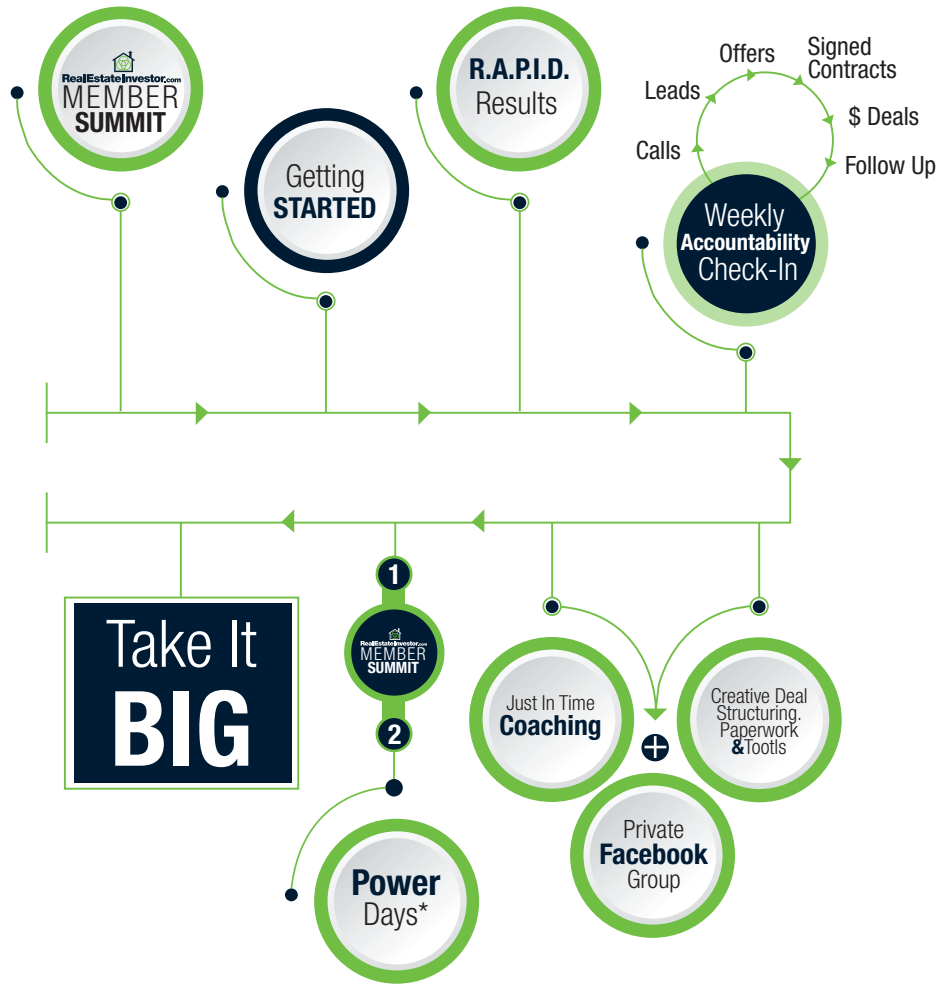 RealEstateInvestor.com
MEMBER
SUMMIT
Getting
STARTED
R.A.P.I.D.
Results
Calls
Leads
Offers
Signed
Contracts
$ Deals
Follow Up
Weekly
Accountability
Check-In
Creative Deal
Structuring.
Paperwork
&Tootls
Just In Time
Coaching
Private
Facebook
Group
1
RealEstateInvestor.com
MEMBER
SUMMIT
2
Power
Days*
Take It
BIG